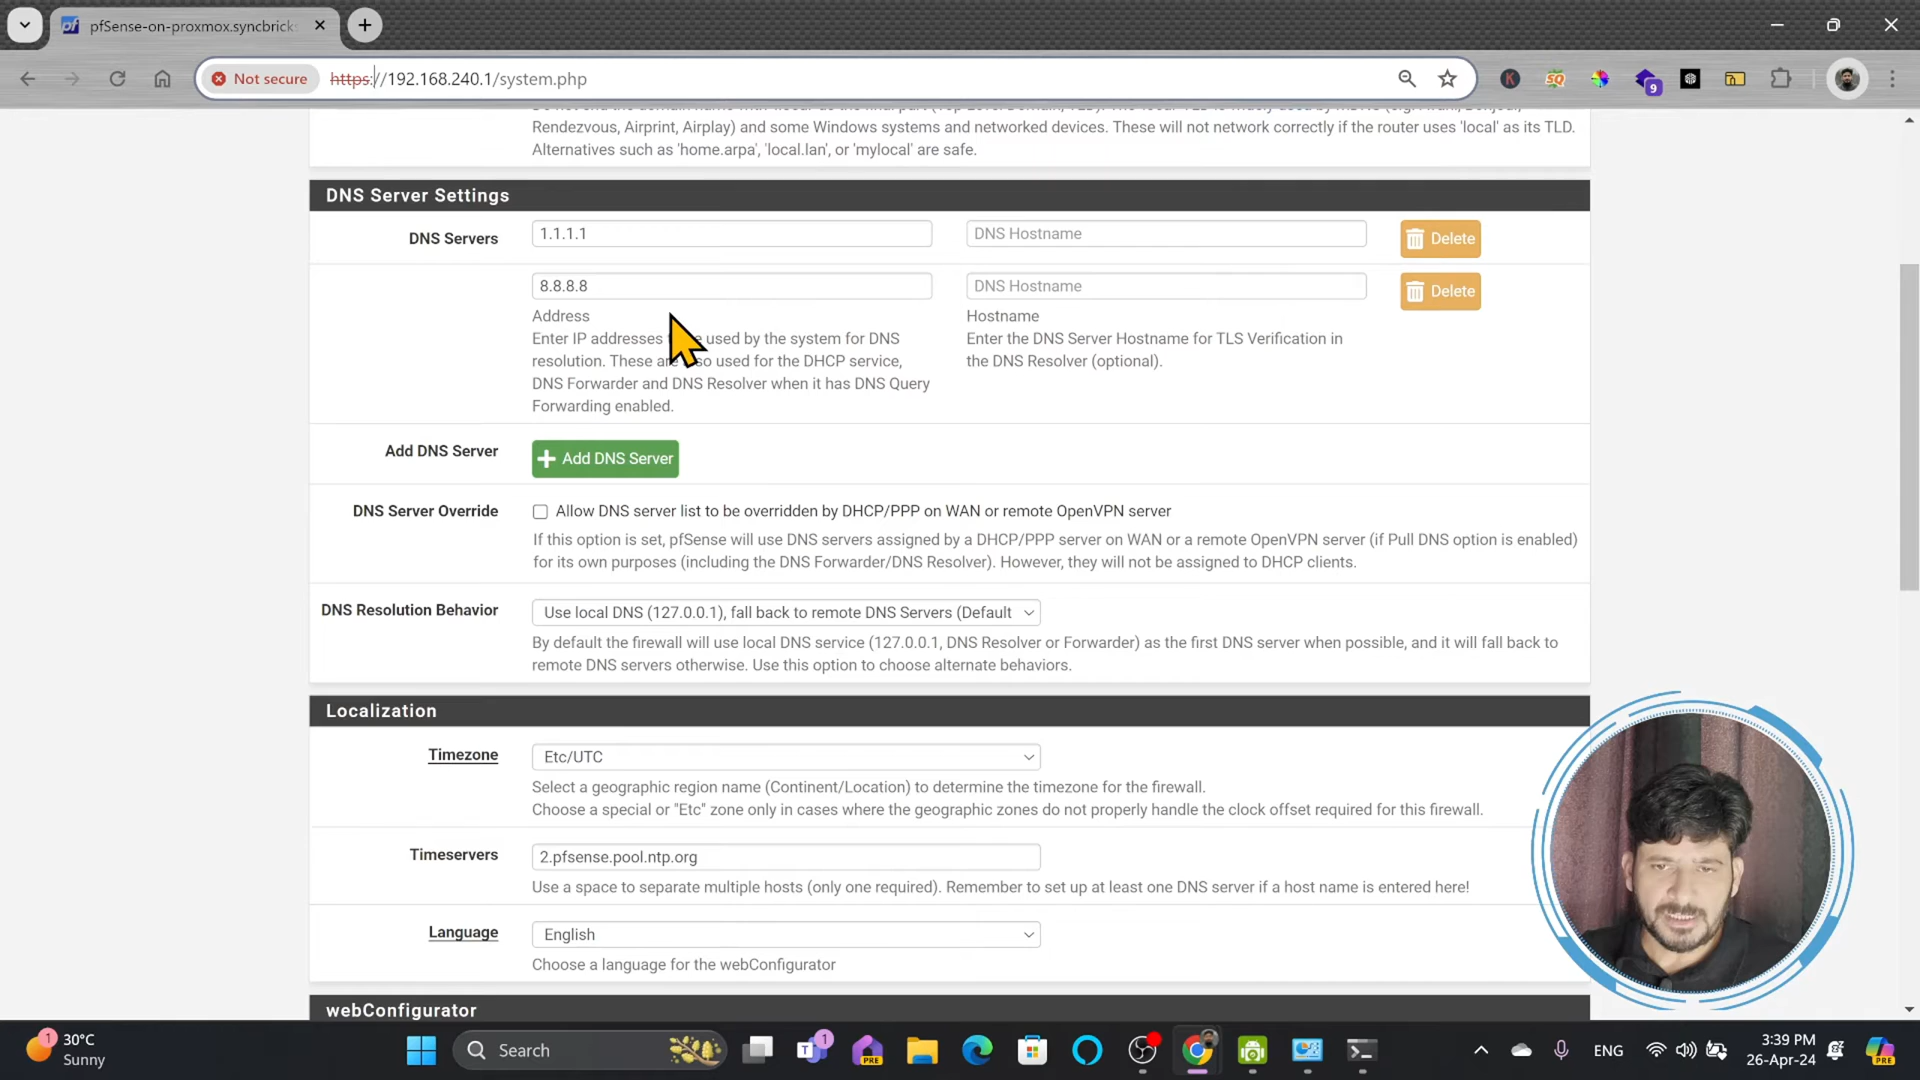 pfSense-on-proxmox.syncbricks
Not secure
https://192.168.240.1/system.php
9
Rendezvous, Airprint, Airplay) and some Windows systems and networked devices. These will not network correctly if the router uses 'local' as its TLD.
Alternatives such as 'home.arpa', 'local.lan', or 'mylocal' are safe.
DNS Server Settings
DNS Servers
1.1.1.1
DNS Hostname
Delete
8.8.8.8
DNS Hostname
Delete
Address
Hostname
Enter IP addresses used by the system for DNS
resolution. These are also used for the DHCP service,
DNS Forwarder and DNS Resolver when it has DNS Query
Forwarding enabled.
Enter the DNS Server Hostname for TLS Verification in
the DNS Resolver (optional).
Add DNS Server
Add DNS Server
DNS Server Override
Allow DNS server list to be overridden by DHCP/PPP on WAN or remote OpenVPN server
If this option is set, pfSense will use DNS servers assigned by a DHCP/PPP server on WAN or a remote OpenVPN server (if Pull DNS option is enabled)
for its own purposes (including the DNS Forwarder/DNS Resolver). However, they will not be assigned to DHCP clients.
DNS Resolution Behavior
Use local DNS (127.0.0.1), fall back to remote DNS Servers (Default
By default the firewall will use local DNS service (127.0.0.1, DNS Resolver or Forwarder) as the first DNS server when possible, and it will fall back to
remote DNS servers otherwise. Use this option to choose alternate behaviors.
Localization
Timezone
Etc/UTC
Select a geographic region name (Continent/Location) to determine the timezone for the firewall.
Choose a special or "Etc" zone only in cases where the geographic zones do not properly handle the clock offset required for this firewall.
Timeservers
2.pfsense.pool.ntp.org
Use a space to separate multiple hosts (only one required). Remember to set up at least one DNS server if a host name is entered here!
Language
English
Choose a language for the webConfigurator
webConfigurator
1
30°C
Sunny
Search
1
PRE
ENG
3:39 PM
26-Apr-24
PRE